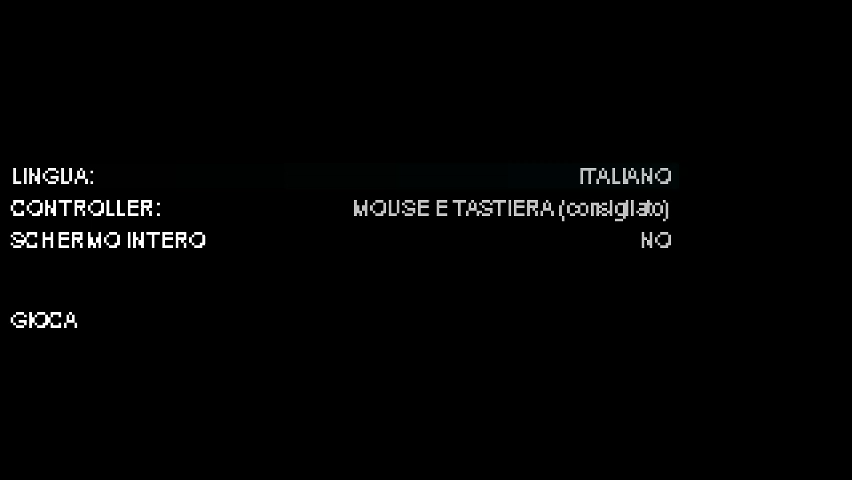 LINGUA: ITALIANO
CONTROLLER: MOUSE E TASTIERA (consigliato)
SCHERMO INTERO NO
GIOCA